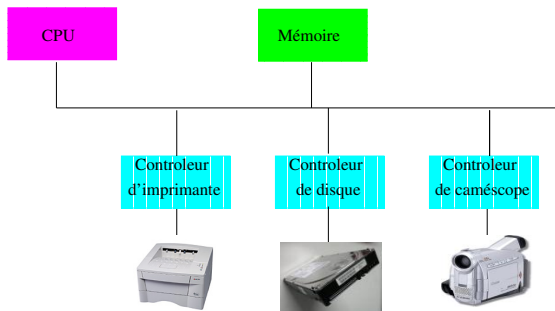 CPU
Mémoire
Controleur
d'imprimante
Controleur
de disque
Controleur
de caméscope